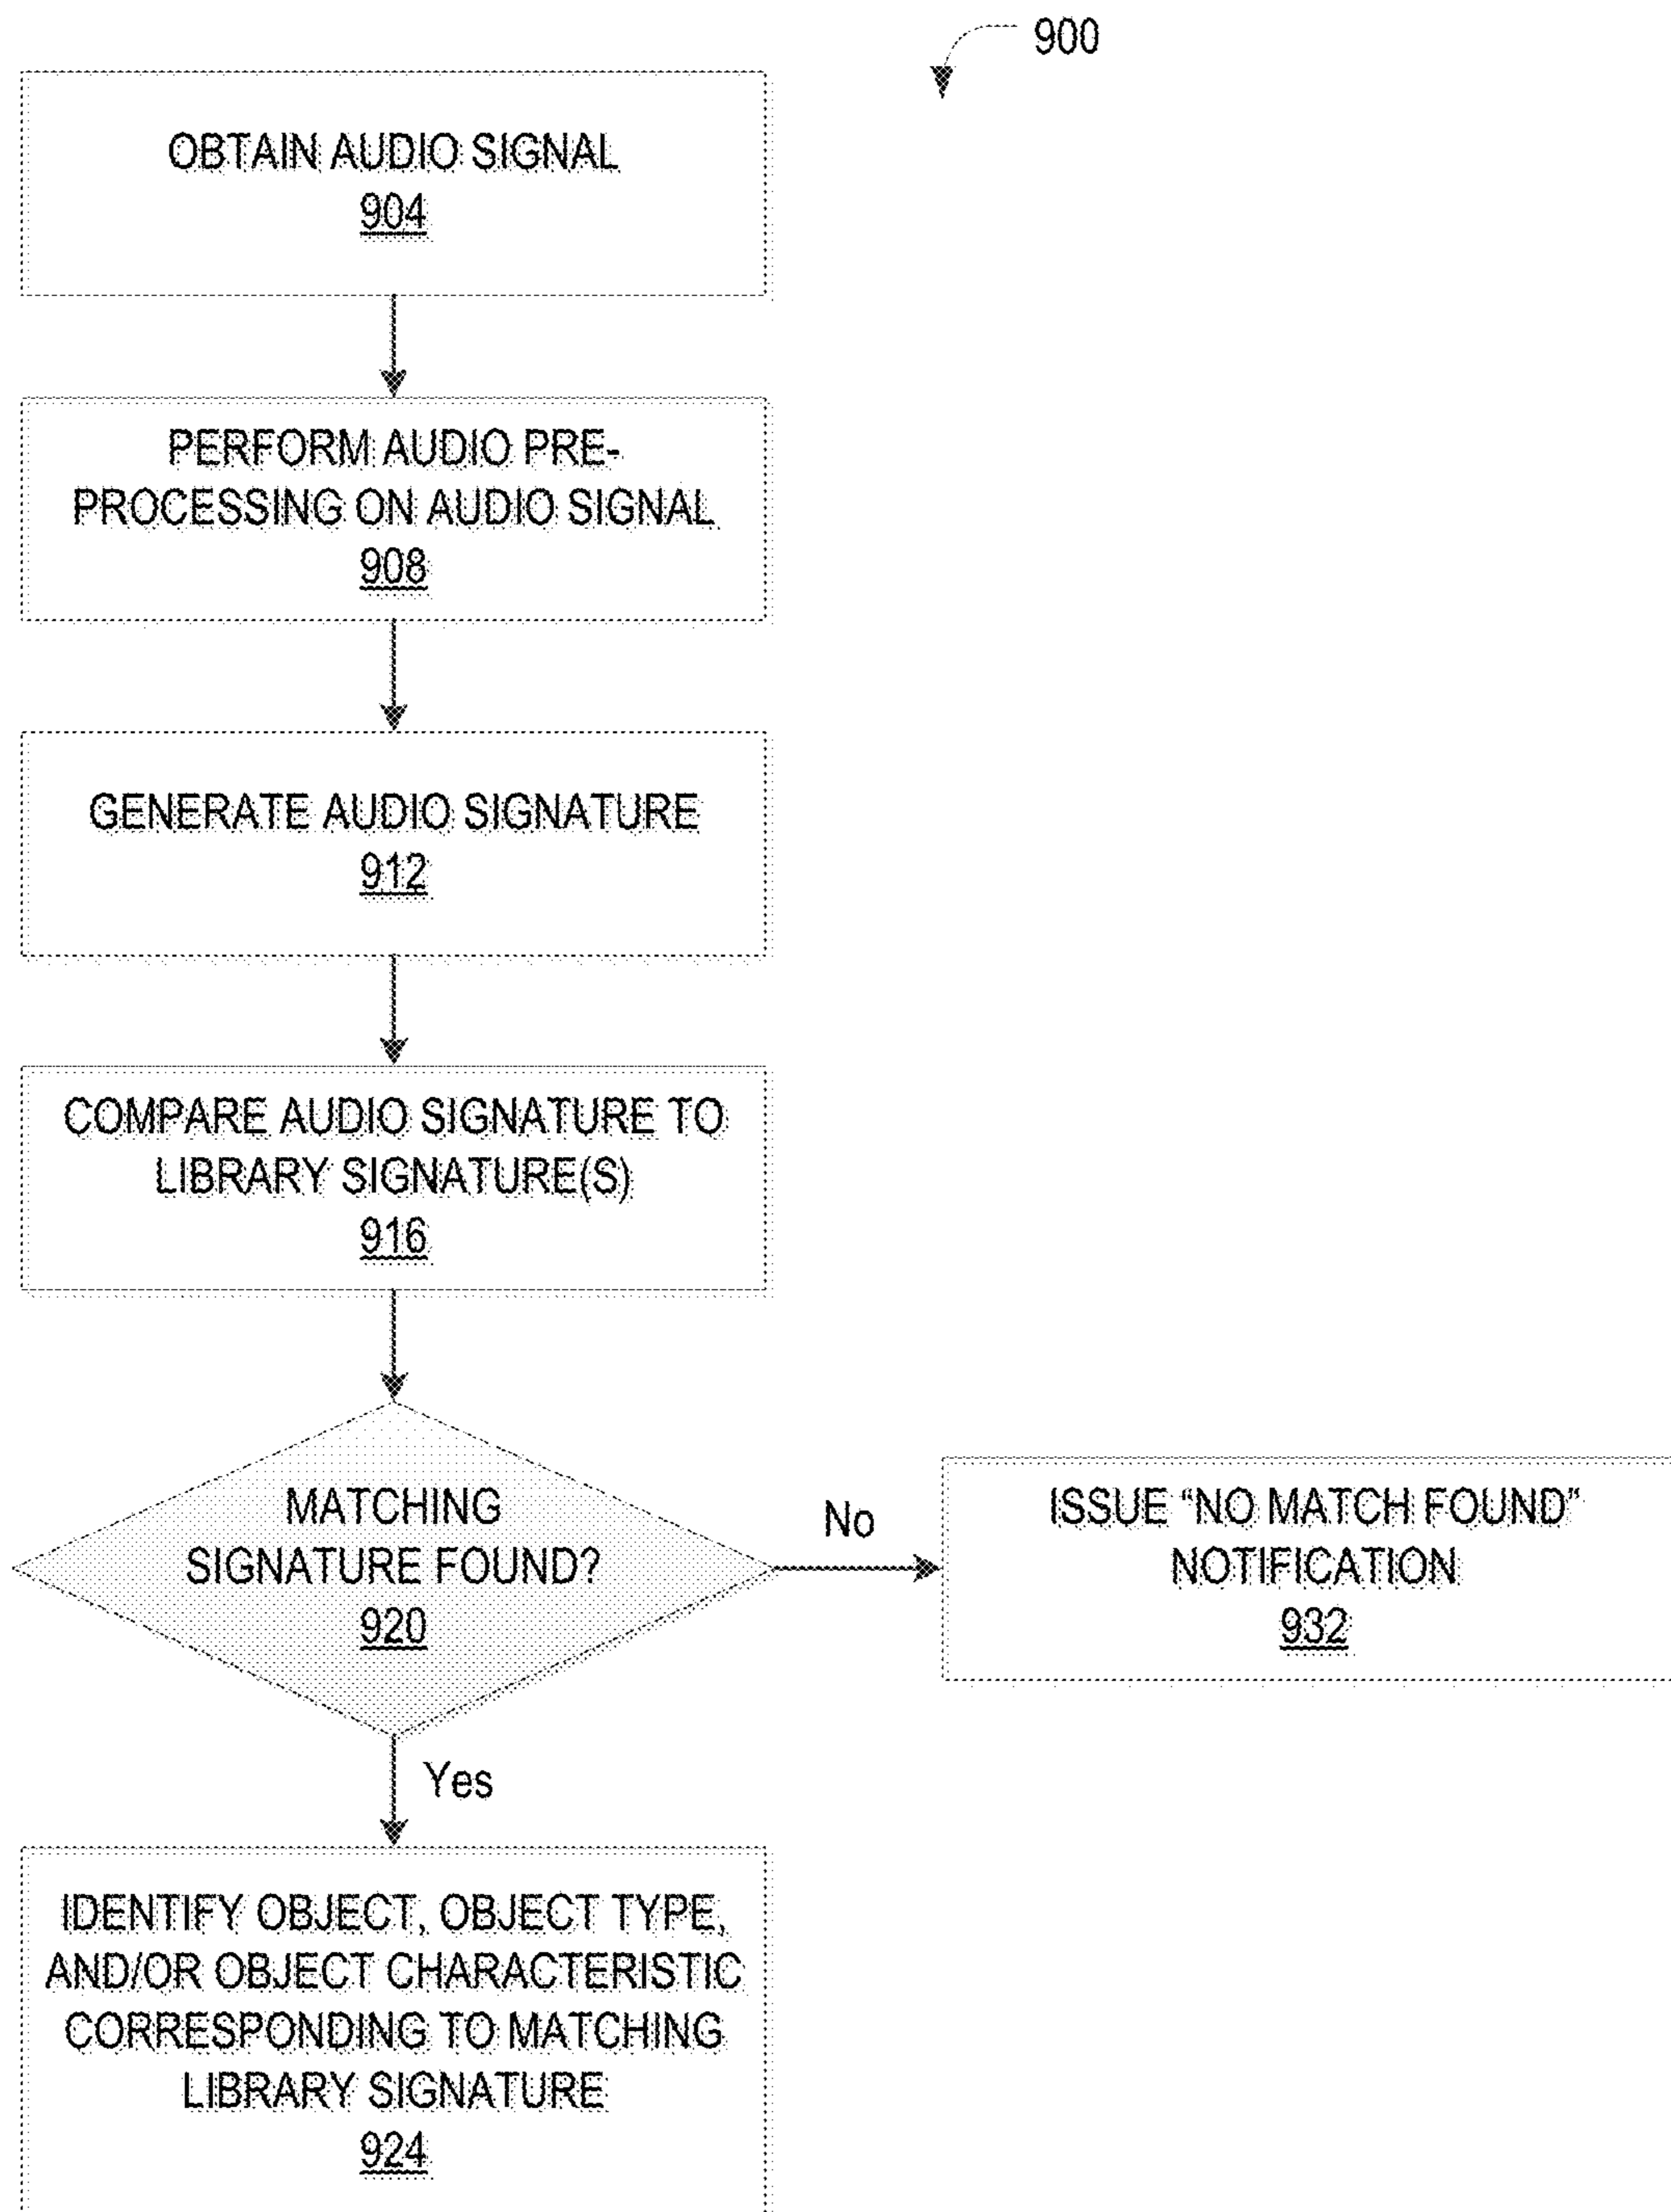 900
OBTAIN AUDIO SIGNAL
904
PERFORM AUDIO PRE-
PROCESSING ON AUDIO SIGNAL
908
GENERATE AUDIO SIGNATURE
912
COMPARE AUDIO SIGNATURE TO
LIBRARY SIGNATURE(S)
916
MATCHING
SIGNATURE FOUND?
920
No
ISSUE “NO MATCH FOUND”
NOTIFICATION
932
Yes
IDENTIFY OBJECT, OBJECT TYPE,
AND/OR OBJECT CHARACTERISTIC
CORRESPONDING TO MATCHING
LIBRARY SIGNATURE
924